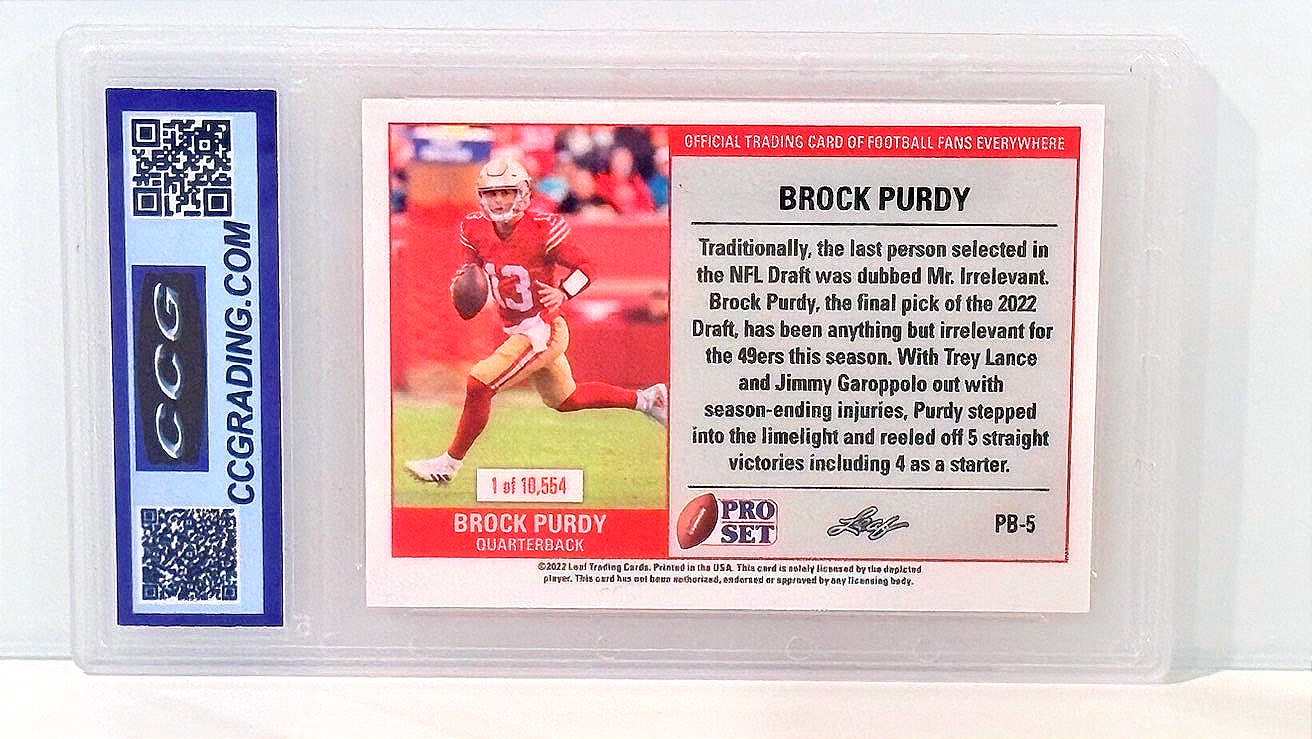 CCGRADING.COM
CCG
OFFICIAL TRADING CARD OF FOOTBALL FANS EVERYWHERE
BROCK PURDY
Traditionally, the last person selected in
the NFL Draft was dubbed Mr. Irrelevant.
Brock Purdy, the final pick of the 2022
Draft, has been anything but irrelevant for
the 49ers this season. With Trey Lance
and Jimmy Garoppolo out with
season-ending injuries, Purdy stepped
into the limelight and reeled off 5 straight
victories including 4 as a starter.
13
13
1 of 10,554
BROCK PURDY
QUARTERBACK
PRO
SET
Leaf
PB-5
©2022 Leaf Trading Cards. Printed in the USA. This card is solely licensed by the depicted
player. This card has not been authorized, endorsed or approved by any licensing body.